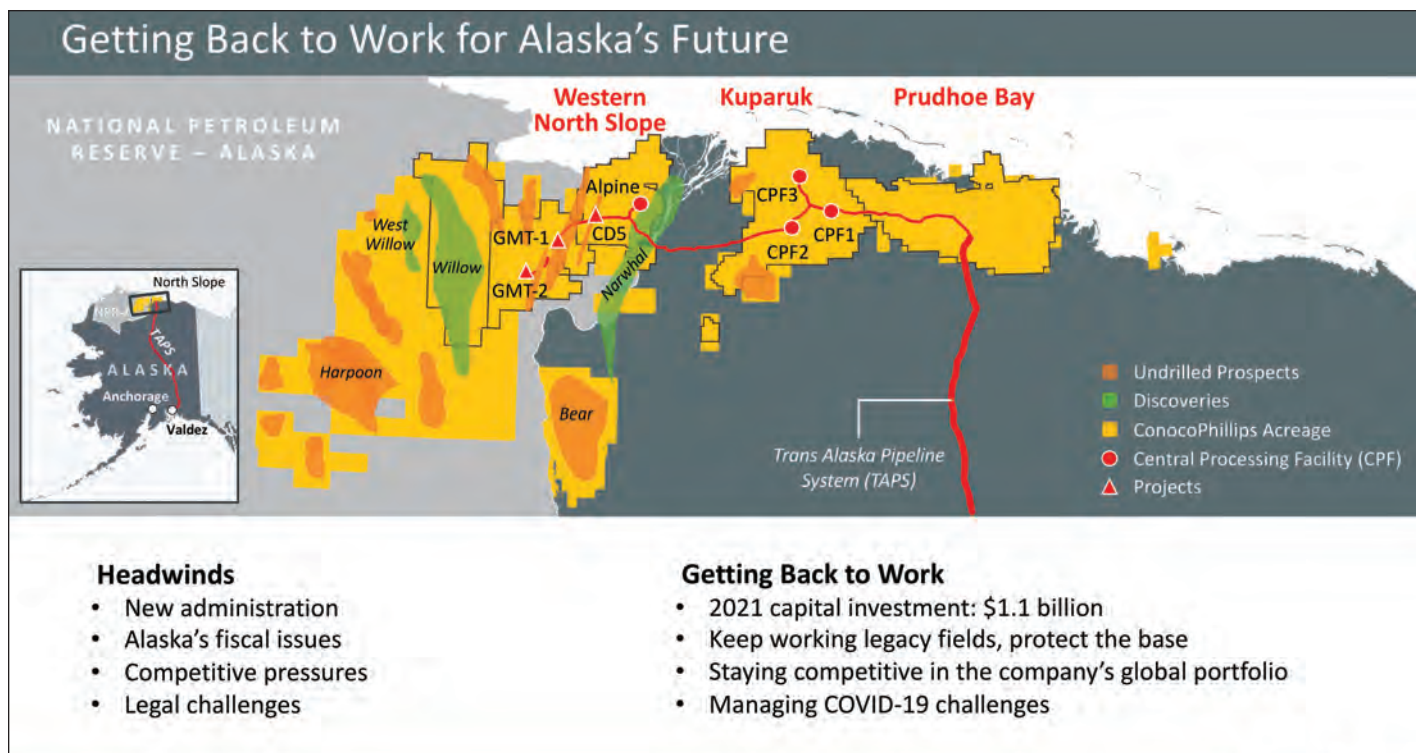 Getting Back to Work for Alaska's Future
NATIONAL PETROLEUM
RESERVE – ALASKA
Western
North Slope
Kuparuk
Prudhoe Bay
Alpine
CPF3
West
Willow
GMT-1
CD5
CPF1
Willow
CPF2
Narwhal
GMT-2
North Slope
NPR-A
TAPS
ALASKA
Anchorage
Valdez
Harpoon
Bear
Trans Alaska Pipeline
System (TAPS)
Undrilled Prospects
Discoveries
ConocoPhillips Acreage
Central Processing Facility (CPF)
Projects
Headwinds
• New administration
• Alaska's fiscal issues
• Competitive pressures
• Legal challenges
Getting Back to Work
• 2021 capital investment: $1.1 billion
• Keep working legacy fields, protect the base
• Staying competitive in the company's global portfolio
• Managing COVID-19 challenges